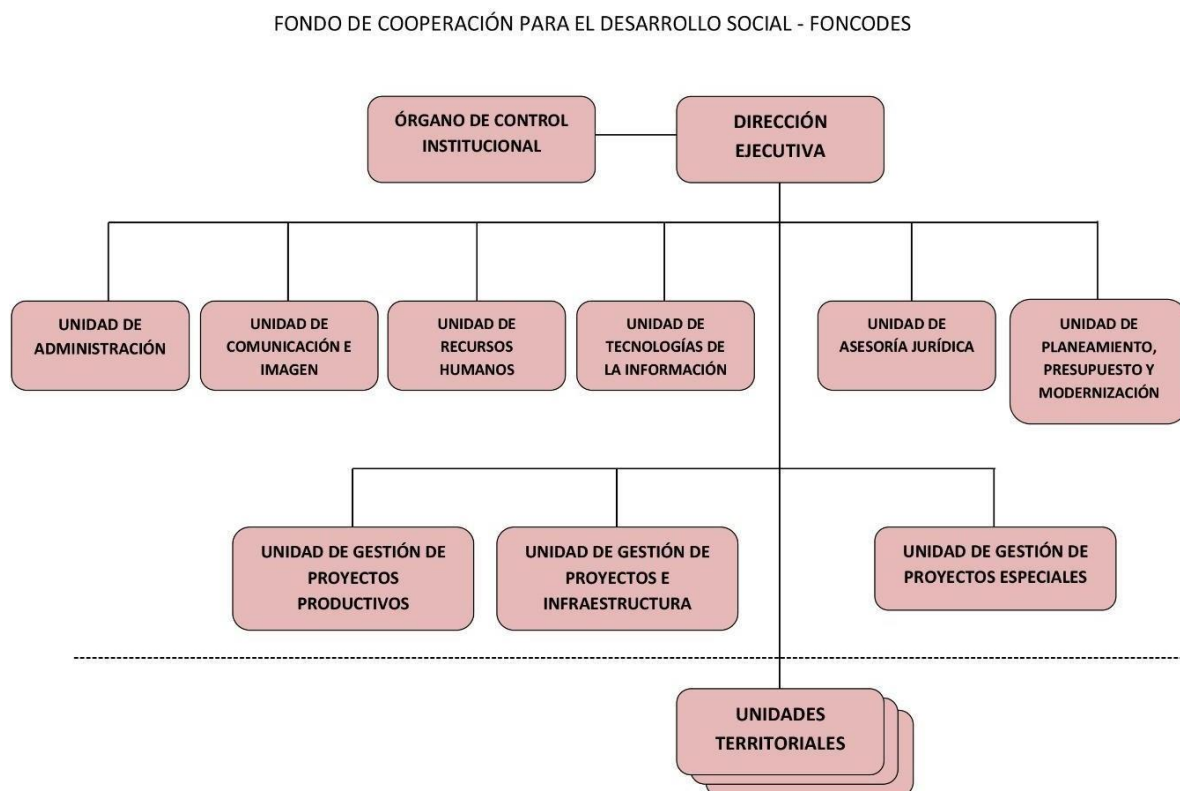 FONDO DE COOPERACIÓN PARA EL DESARROLLO SOCIAL - FONCODES
ÓRGANO DE CONTROL
INSTITUCIONAL
DIRECCIÓN
EJECUTIVA
UNIDAD DE
ADMINISTRACIÓN
UNIDAD DE
COMUNICACIÓN E
IMAGEN
UNIDAD DE
RECURSOS
HUMANOS
UNIDAD DE
TECNOLOGÍAS DE
LA INFORMACIÓN
UNIDAD DE
ASESORÍA JURÍDICA
UNIDAD DE
PLANEAMIENTO,
PRESUPUESTO Y
MODERNIZACIÓN
UNIDAD DE GESTIÓN DE
PROYECTOS
PRODUCTIVOS
UNIDAD DE GESTIÓN DE
PROYECTOS E
INFRAESTRUCTURA
UNIDAD DE GESTIÓN DE
PROYECTOS ESPECIALES
UNIDADES
TERRITORIALES